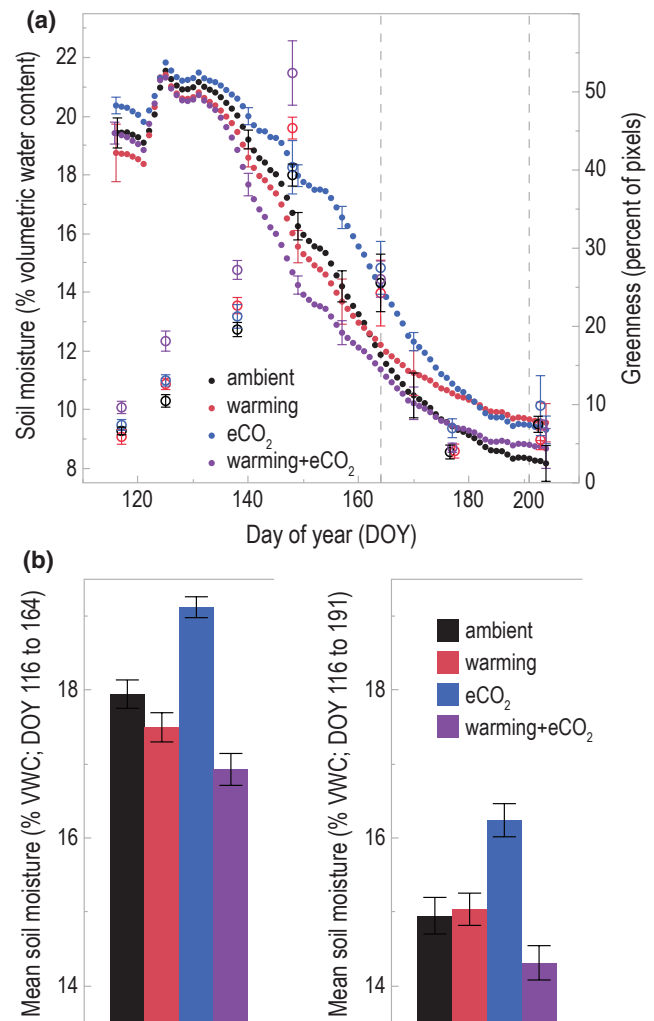 (a)
Soil moisture (% volumetric water content)
22
20
18
16
14
12
10
8
Greenness (percent of pixels)
50
40
30
20
10
0
ambient
warming
eCO₂
warming+eCO₂
120
140
160
180
200
Day of year (DOY)
(b)
Mean soil moisture (% VWC; DOY 116 to 164)
18
16
14
Mean soil moisture (% VWC; DOY 116 to 191)
18
16
14
ambient
warming
eCO₂
warming+eCO₂